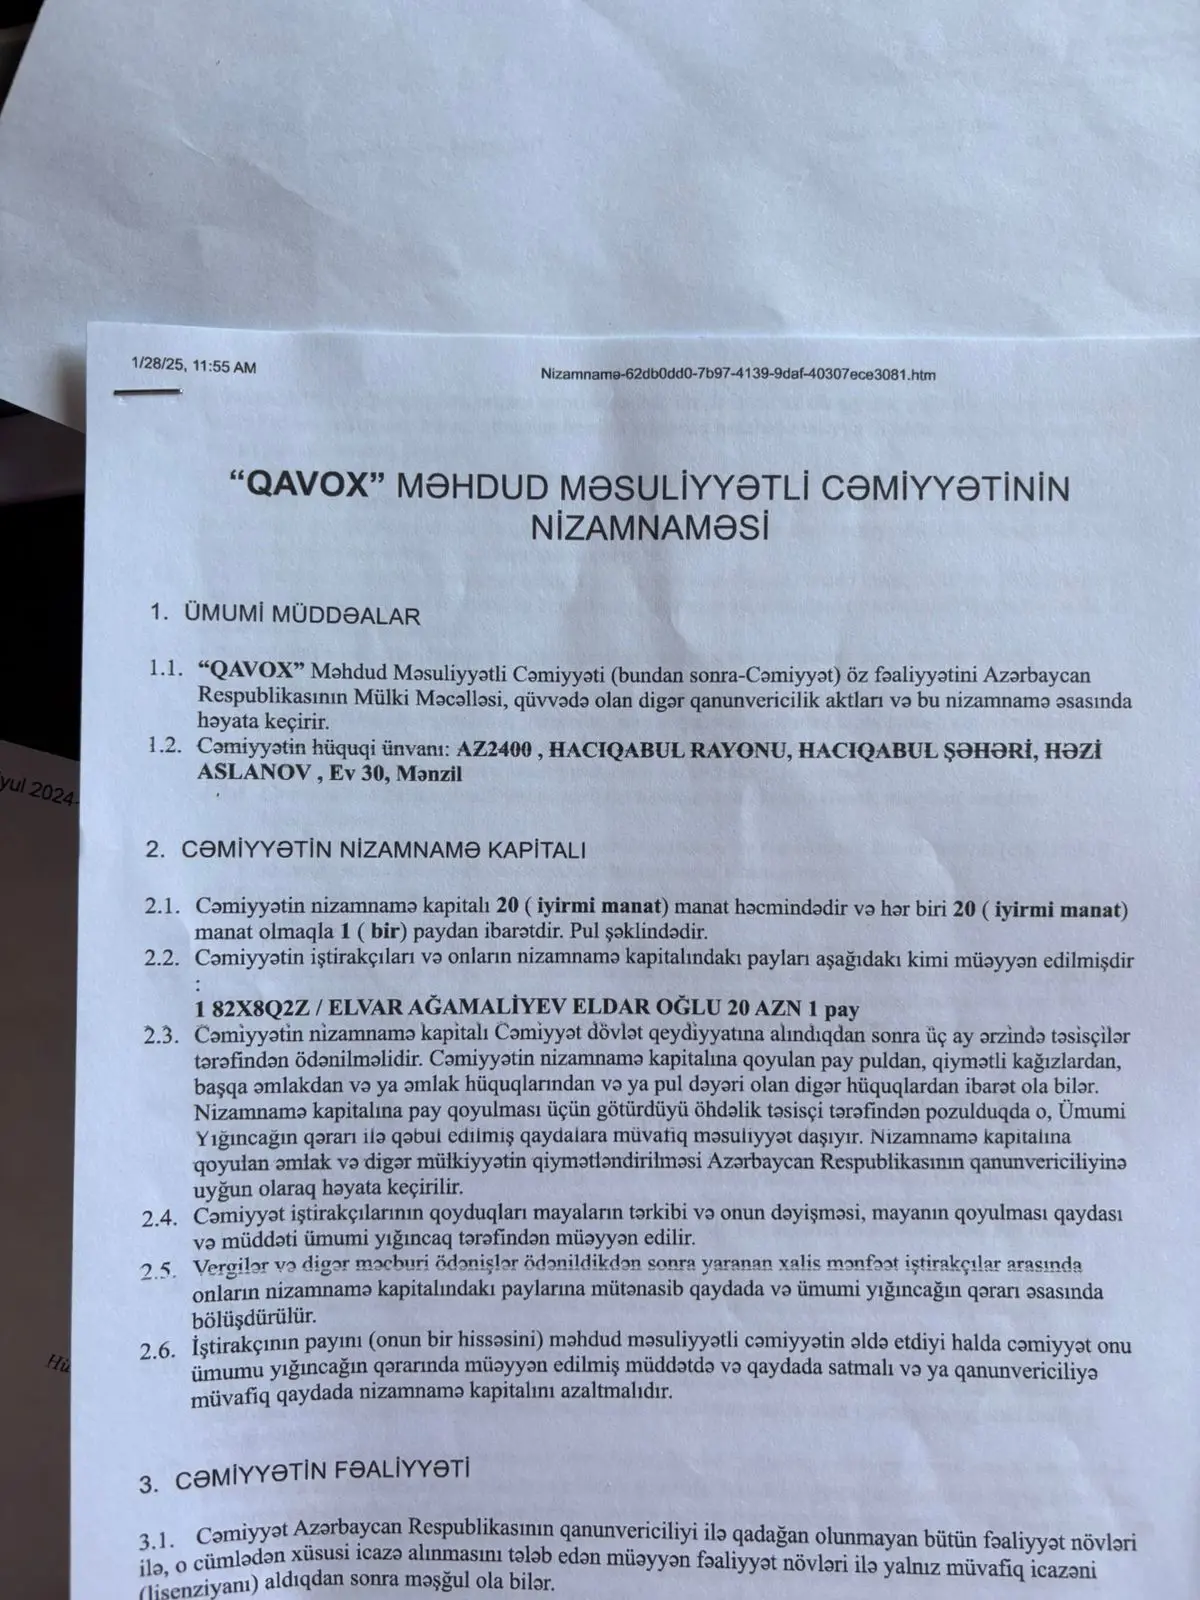 1/28/25, 11:55 AM
Nizamnamə-62db0dd0-7b97-4139-9daf-40307ece3081.htm
“QAVOX” MƏHDUD MƏSULİYYƏTLİ CƏMİYYƏTİNİN
NİZAMNAMƏSİ
1. ÜMUMİ MÜDDƏALAR
1.1. “QAVOX” Məhdud Məsuliyyətli Cəmiyyəti (bundan sonra-Cəmiyyət) öz fəaliyyətini Azərbaycan
Respublikasının Mülki Məcəlləsi, qüvvədə olan digər qanunvericilik aktları və bu nizamnamə əsasında
həyata keçirir.
1.2. Cəmiyyətin hüquqi ünvanı: AZ2400 , HACIQABUL RAYONU, HACIQABUL ŞƏHƏRİ, HƏZİ
ASLANOV , Ev 30, Mənzil
2. CƏMİYYƏTİN NİZAMNAMƏ KAPİTALI
2.1. Cəmiyyətin nizamnamə kapitalı 20 ( iyirmi manat) manat həcmindədir və hər biri 20 ( iyirmi manat)
manat olmaqla 1 ( bir) paydan ibarətdir. Pul şəklindədir.
2.2. Cəmiyyətin iştirakçıları və onların nizamnamə kapitalındakı payları aşağıdakı kimi müəyyən edilmişdir
:
1 82X8Q2Z / ELVAR AĞAMALİYEV ELDAR OĞLU 20 AZN 1 pay
2.3. Cəmiyyətin nizamnamə kapitalı Cəmiyyət dövlət qeydiyyatına alındıqdan sonra üç ay ərzində təsisçilər
tərəfindən ödənilməlidir. Cəmiyyətin nizamnamə kapitalına qoyulan pay puldan, qiymətli kağızlardan,
başqa əmlakdan və ya əmlak hüquqlarından və ya pul dəyəri olan digər hüquqlardan ibarət ola bilər.
Nizamnamə kapitalına pay qoyulması üçün götürdüyü öhdəlik təsisçi tərəfindən pozulduqda o, Ümumi
Yığıncağın qərarı ilə qəbul edilmiş qaydalara müvafiq məsuliyyət daşıyır. Nizamnamə kapitalına
qoyulan əmlak və digər mülkiyyətin qiymətləndirilməsi Azərbaycan Respublikasının qanunvericiliyinə
uyğun olaraq həyata keçirilir.
2.4. Cəmiyyət iştirakçılarının qoyduqları mayaların tərkibi və onun dəyişməsi, mayanın qoyulması qaydası
və müddəti ümumi yığıncaq tərəfindən müəyyən edilir.
2.5. Vergilər və digər məcburi ödənişlər ödənildikdən sonra yaranan xalis mənfəət iştirakçılar arasında
onların nizamnamə kapitalındakı paylarına mütənasib qaydada və ümumi yığıncağın qərarı əsasında
bölüşdürülür.
2.6. İştirakçının payını (onun bir hissəsini) məhdud məsuliyyətli cəmiyyətin əldə etdiyi halda cəmiyyət onu
ümumu yığıncağın qərarında müəyyən edilmiş müddətdə və qaydada satmalı və ya qanunvericiliyə
müvafiq qaydada nizamnamə kapitalını azaltmalıdır.
3. CƏMİYYƏTİN FƏALİYYƏTİ
3.1. Cəmiyyət Azərbaycan Respublikasının qanunvericiliyi ilə qadağan olunmayan bütün fəaliyyət növləri
ilə, o cümlədən xüsusi icazə alınmasını tələb edən müəyyən fəaliyyət növləri ilə yalnız müvafiq icazəni
(lisenziyanı) aldıqdan sonra məşğul ola bilər.
2024